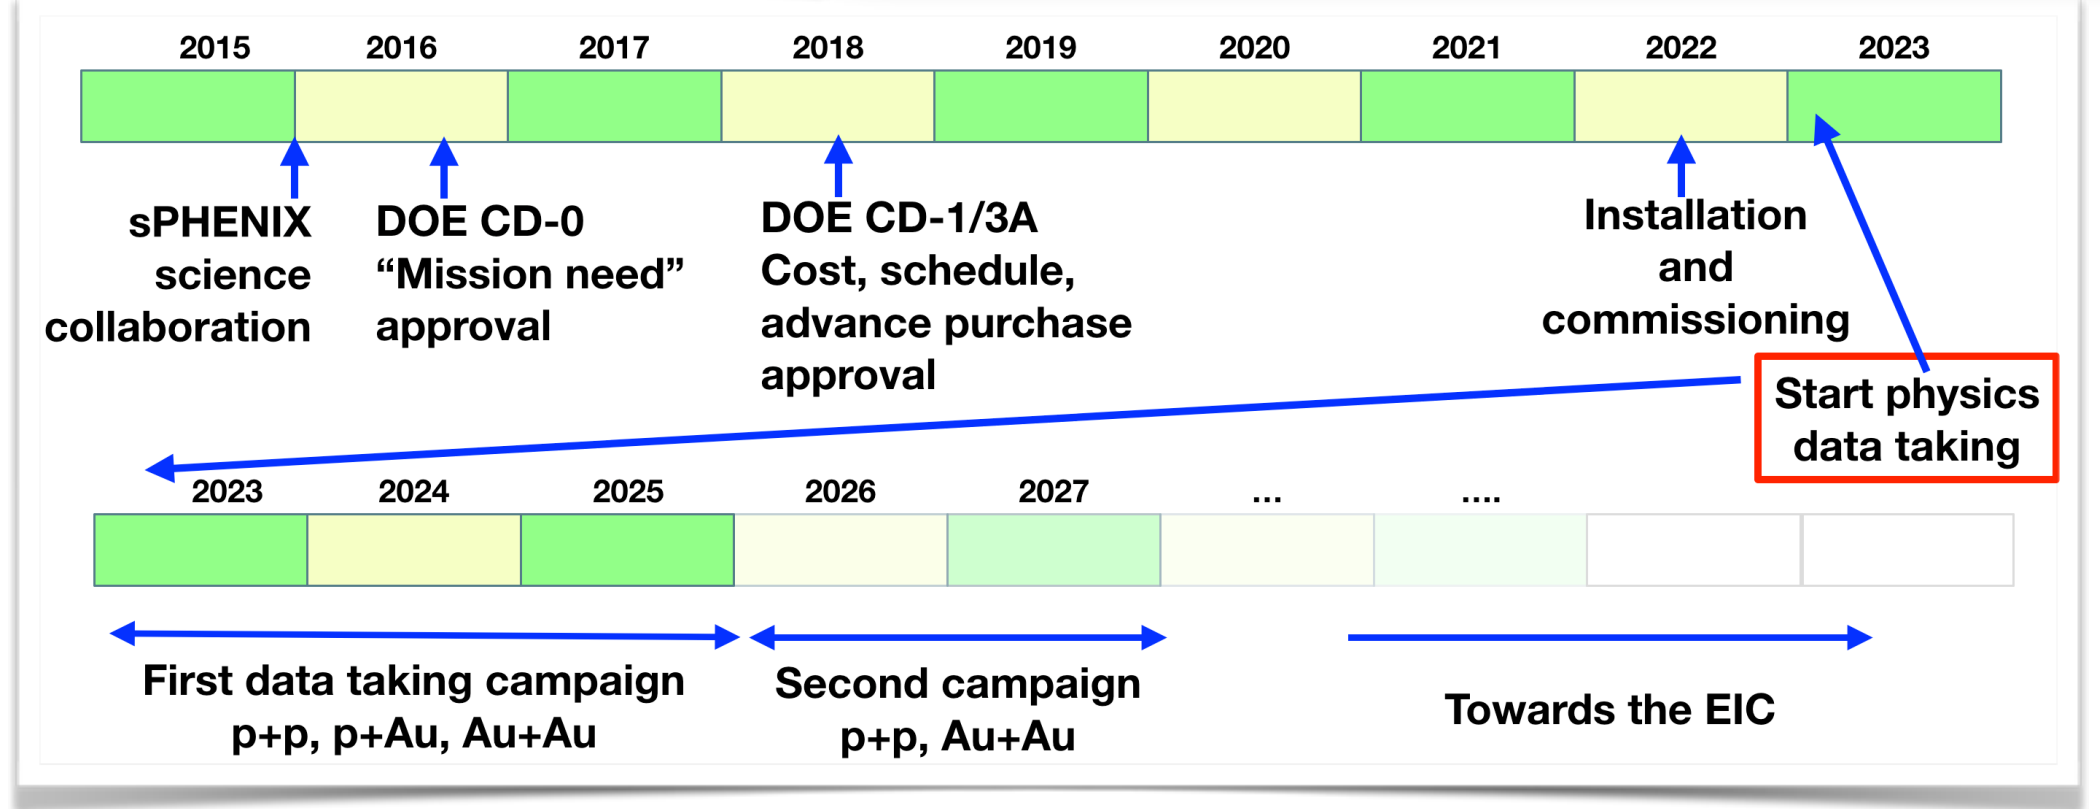 2015 2016 2017 2018 2019 2020 2021 2022 2023
sPHENIX
science
collaboration
DOE CD-0
“Mission need”
approval
DOE CD-1/3A
Cost, schedule,
advance purchase
approval
Installation
and
commissioning
Start physics
data taking
2023 2024 2025 2026 2027 ... ....
First data taking campaign
p+p, p+Au, Au+Au
Second campaign
p+p, Au+Au
Towards the EIC